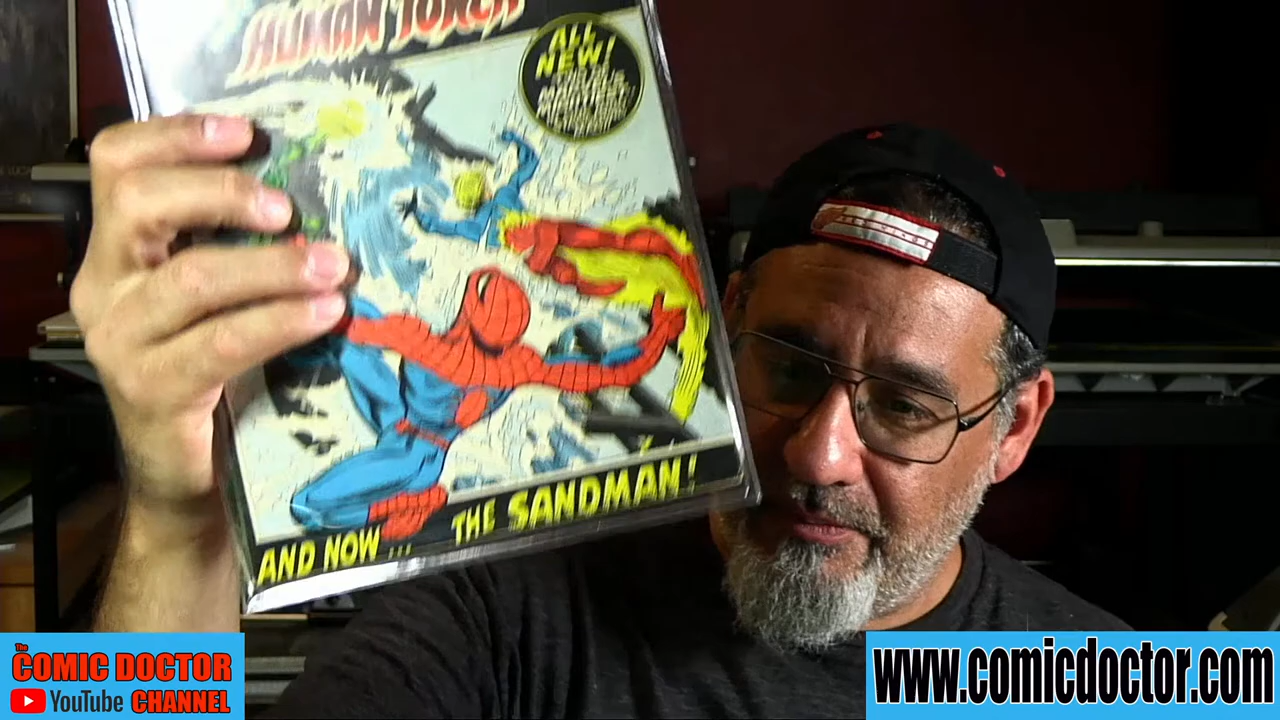 HUMAN TORCH
ALL
NEW!
AND NOW... THE SANDMAN!
The
COMIC DOCTOR
YouTube CHANNEL
www.comicdoctor.com